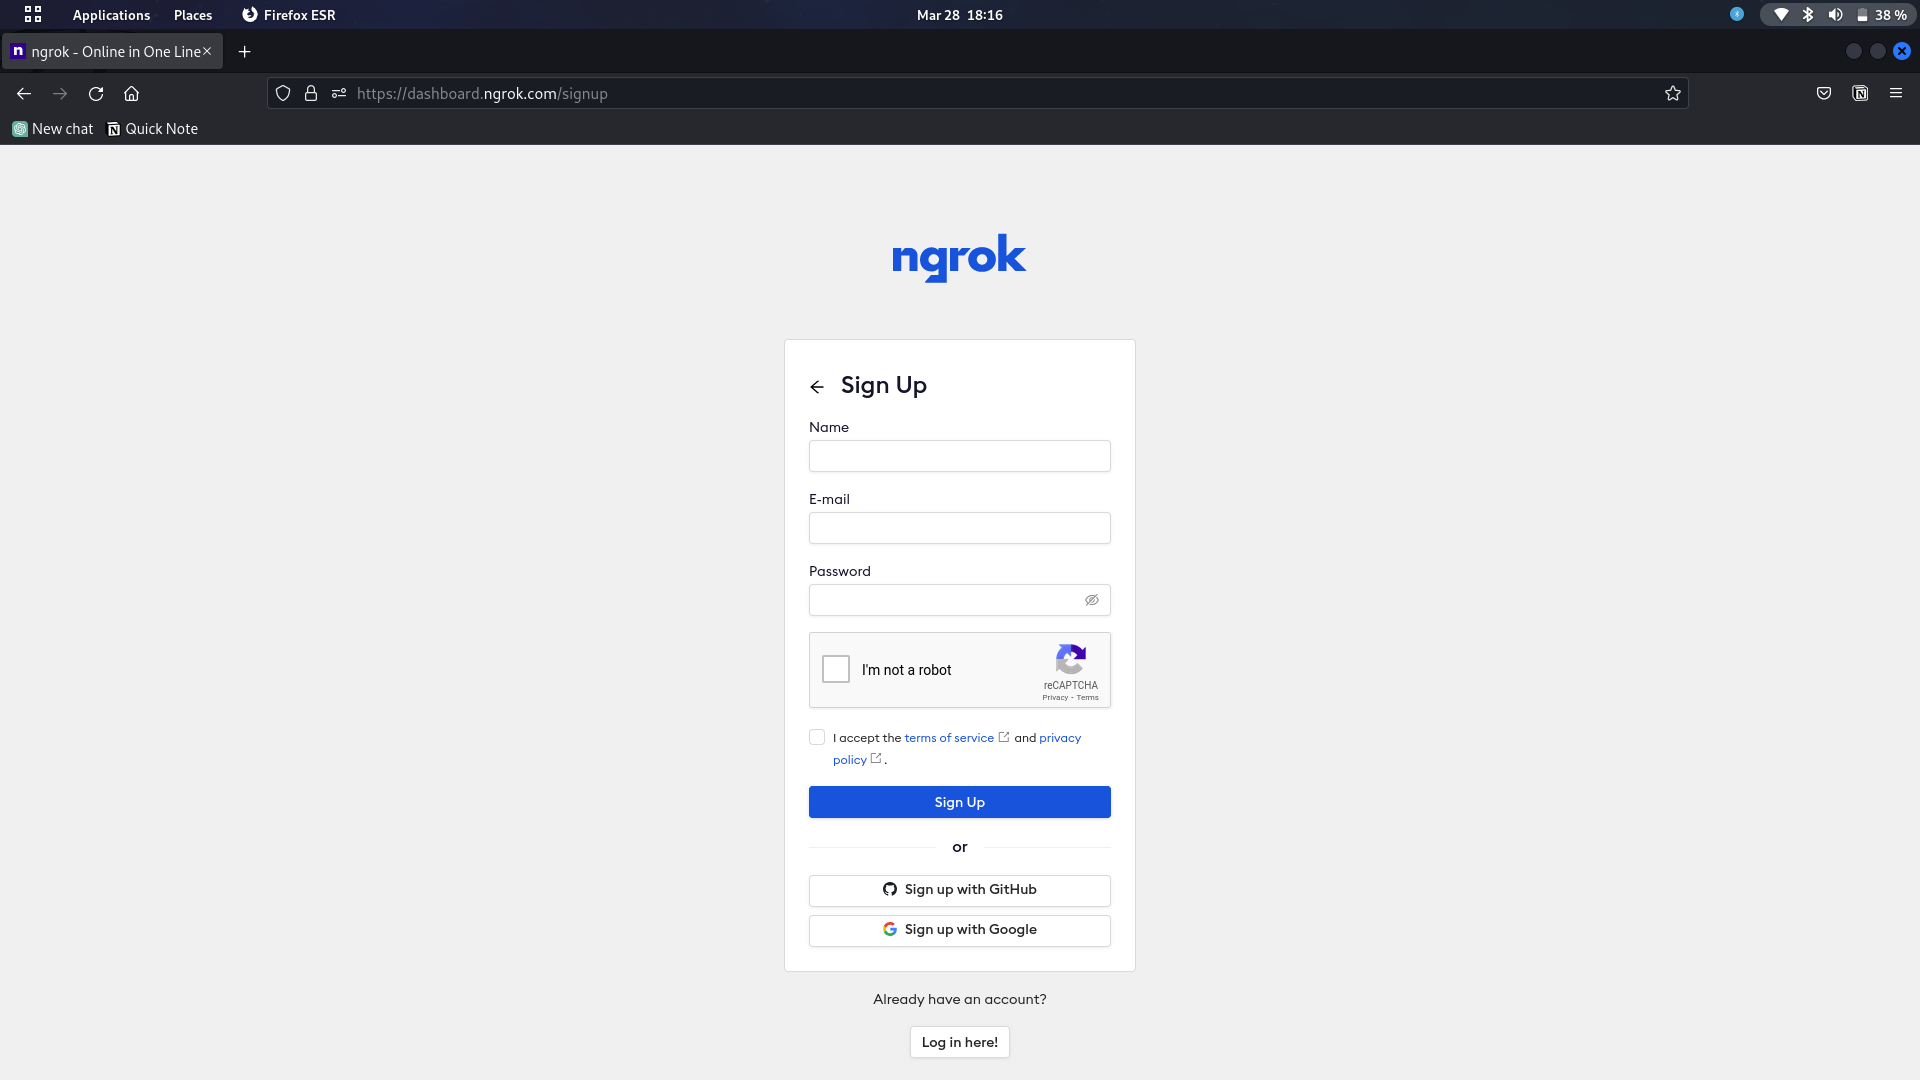 Applications Places Firefox ESR Mar 28 18:16 38 %
n ngrok - Online in One Line
https://dashboard.ngrok.com/signup
New chat N Quick Note
ngrok
Sign Up
Name
E-mail
Password
I'm not a robot
reCAPTCHA
Privacy - Terms
I accept the terms of service and privacy
policy .
Sign Up
or
Sign up with GitHub
Sign up with Google
Already have an account?
Log in here!